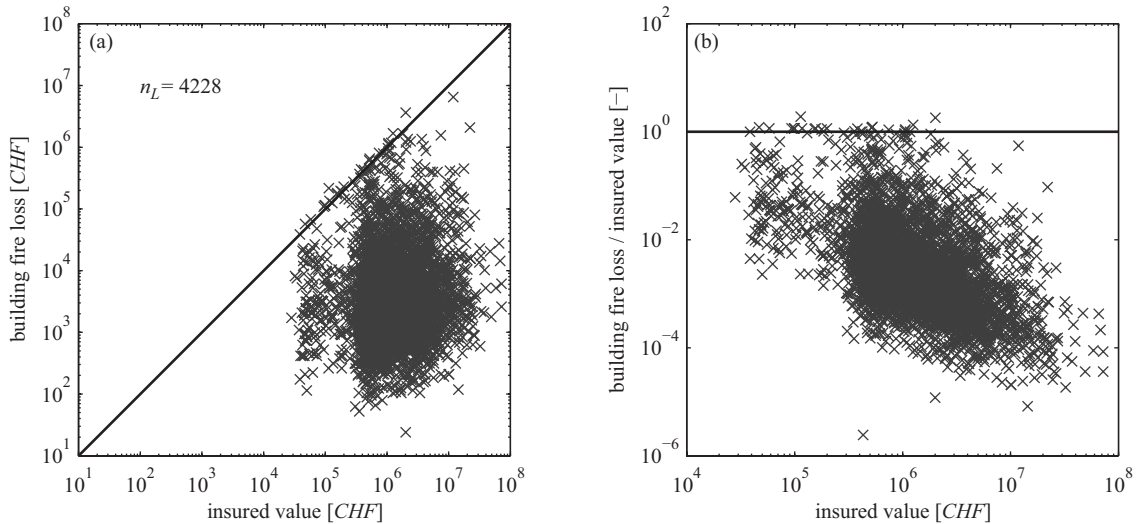 (a)
n_L = 4228
building fire loss [CHF]
10^8
10^7
10^6
10^5
10^4
10^3
10^2
10^1
10^1 10^2 10^3 10^4 10^5 10^6 10^7 10^8
insured value [CHF]
(b)
building fire loss / insured value [−]
10^2
10^0
10^−2
10^−4
10^−6
10^4 10^5 10^6 10^7 10^8
insured value [CHF]